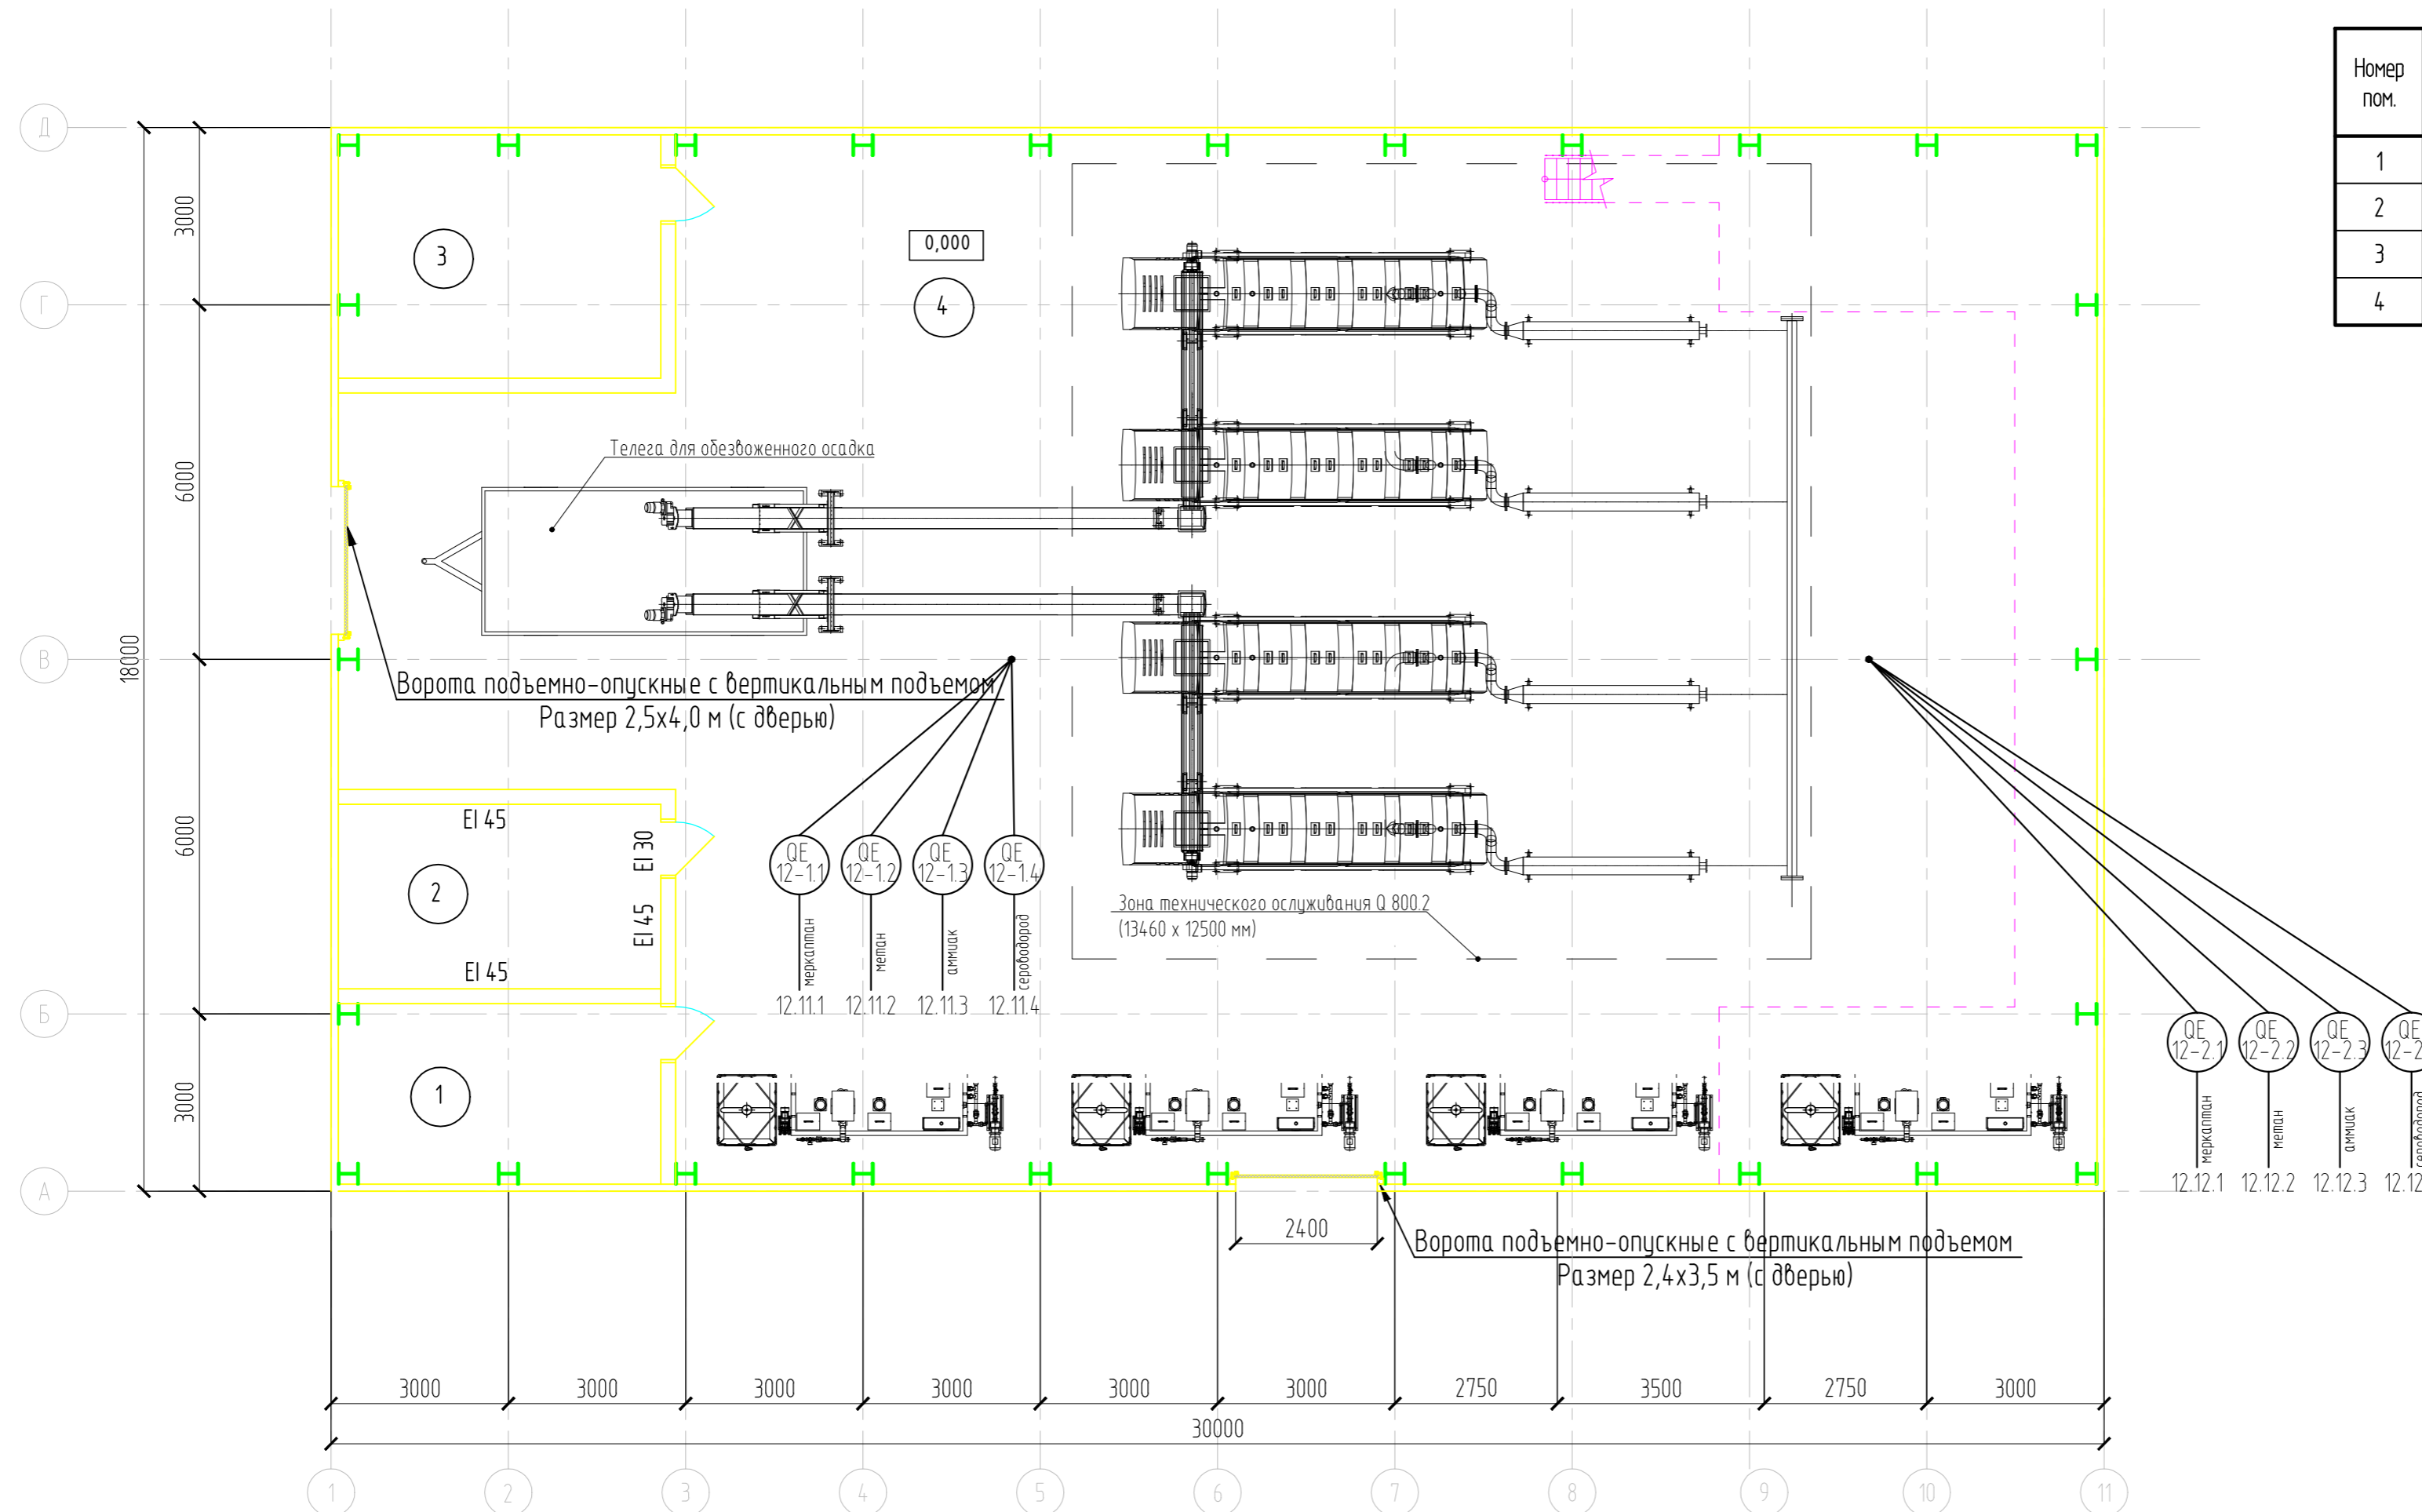 Номер
пом.
1
2
3
4
Д
Г
В
Б
А
3000
6000
18000
6000
3000
3
0,000
4
Телега для обезвоженного осадка
Ворота подъемно-опускные с вертикальным подъемом
Размер 2,5х4,0 м (с дверью)
EI 45
EI 30
EI 45
EI 45
2
1
QE
12-1.1
QE
12-1.2
QE
12-1.3
QE
12-1.4
меркаптан
метан
аммиак
сероводород
12.11.1
12.11.2
12.11.3
12.11.4
Зона технического ослуживания Q 800.2
(13460 х 12500 мм)
QE
12-2.1
QE
12-2.2
QE
12-2.3
QE
12-2
меркаптан
метан
аммиак
сероводород
12.12.1
12.12.2
12.12.3
12.12
2400
Ворота подъемно-опускные с вертикальным подъемом
Размер 2,4х3,5 м (с дверью)
3000
3000
3000
3000
3000
3000
2750
3500
2750
3000
30000
1
2
3
4
5
6
7
8
9
10
11